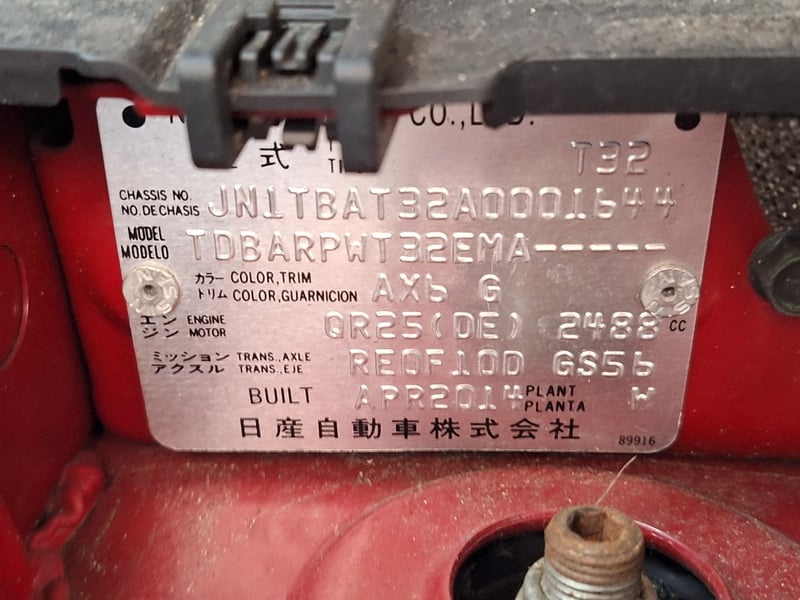 CO.,LTD.
式 T32
CHASSIS NO. NO. DE CHASIS JN1TBAT32A0001644
MODEL MODELO TDBARPWT32EMA-----
カラー COLOR,TRIM
トリム COLOR,GUARNICION AX6 G
エンジン ENGINE MOTOR QR25(DE) 2488 CC
ミッション TRANS.,AXLE
アクスル TRANS.,EJE RE0F10D GS56
BUILT APR2014 PLANT PLANTA W
日産自動車株式会社 89916